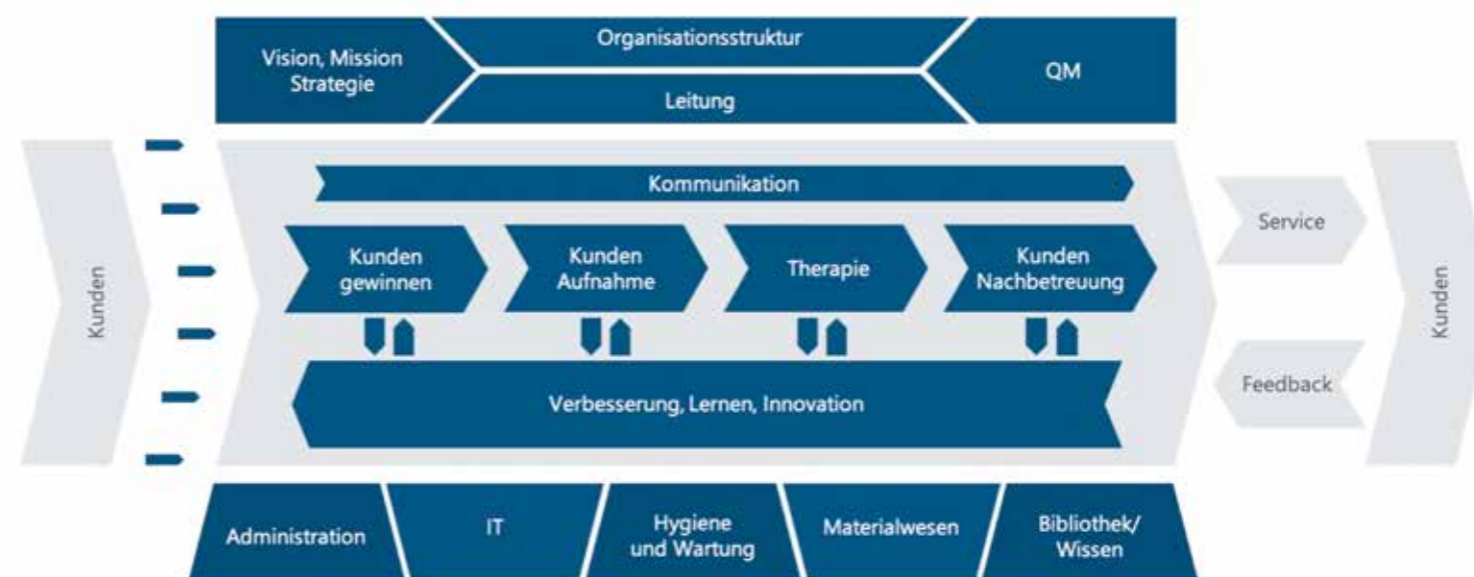 Vision, Mission
Strategie
Organisationsstruktur
Leitung
QM
Kunden
Kommunikation
Kunden
gewinnen
Kunden
Aufnahme
Therapie
Kunden
Nachbetreuung
Verbesserung, Lernen, Innovation
Service
Feedback
Kunden
Administration
IT
Hygiene
und Wartung
Materialwesen
Bibliothek/
Wissen